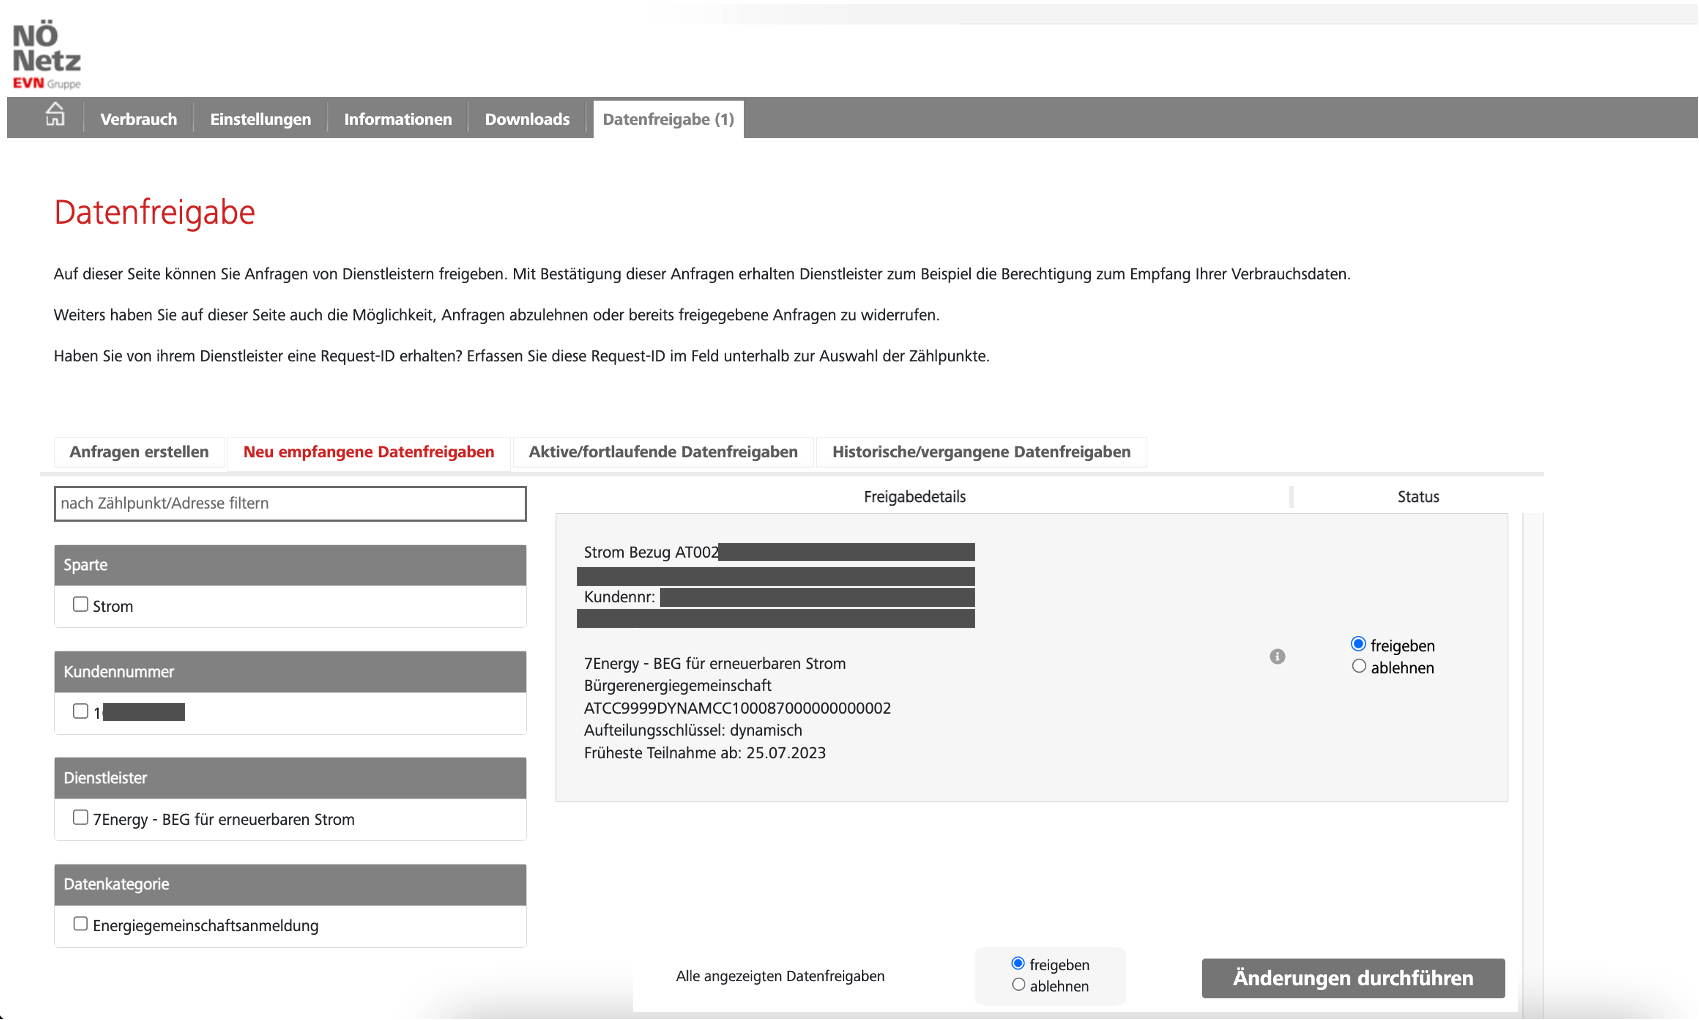 NÖ
Netz
EVN Gruppe
Verbrauch
Einstellungen
Informationen
Downloads
Datenfreigabe (1)
Datenfreigabe
Auf dieser Seite können Sie Anfragen von Dienstleistern freigeben. Mit Bestätigung dieser Anfragen erhalten Dienstleister zum Beispiel die Berechtigung zum Empfang Ihrer Verbrauchsdaten.
Weiters haben Sie auf dieser Seite auch die Möglichkeit, Anfragen abzulehnen oder bereits freigegebene Anfragen zu widerrufen.
Haben Sie von ihrem Dienstleister eine Request-ID erhalten? Erfassen Sie diese Request-ID im Feld unterhalb zur Auswahl der Zählpunkte.
Anfragen erstellen
Neu empfangene Datenfreigaben
Aktive/fortlaufende Datenfreigaben
Historische/vergangene Datenfreigaben
nach Zählpunkt/Adresse filtern
Sparte
Strom
Kundennummer
1
Dienstleister
7Energy - BEG für erneuerbaren Strom
Datenkategorie
Energiegemeinschaftsanmeldung
Freigabedetails
Status
Strom Bezug AT002
Kundennr:
7Energy - BEG für erneuerbaren Strom
Bürgerenergiegemeinschaft
ATCC9999DYNAMCC100087000000000002
Aufteilungsschlüssel: dynamisch
Früheste Teilnahme ab: 25.07.2023
freigeben
ablehnen
Alle angezeigten Datenfreigaben
freigeben
ablehnen
Änderungen durchführen